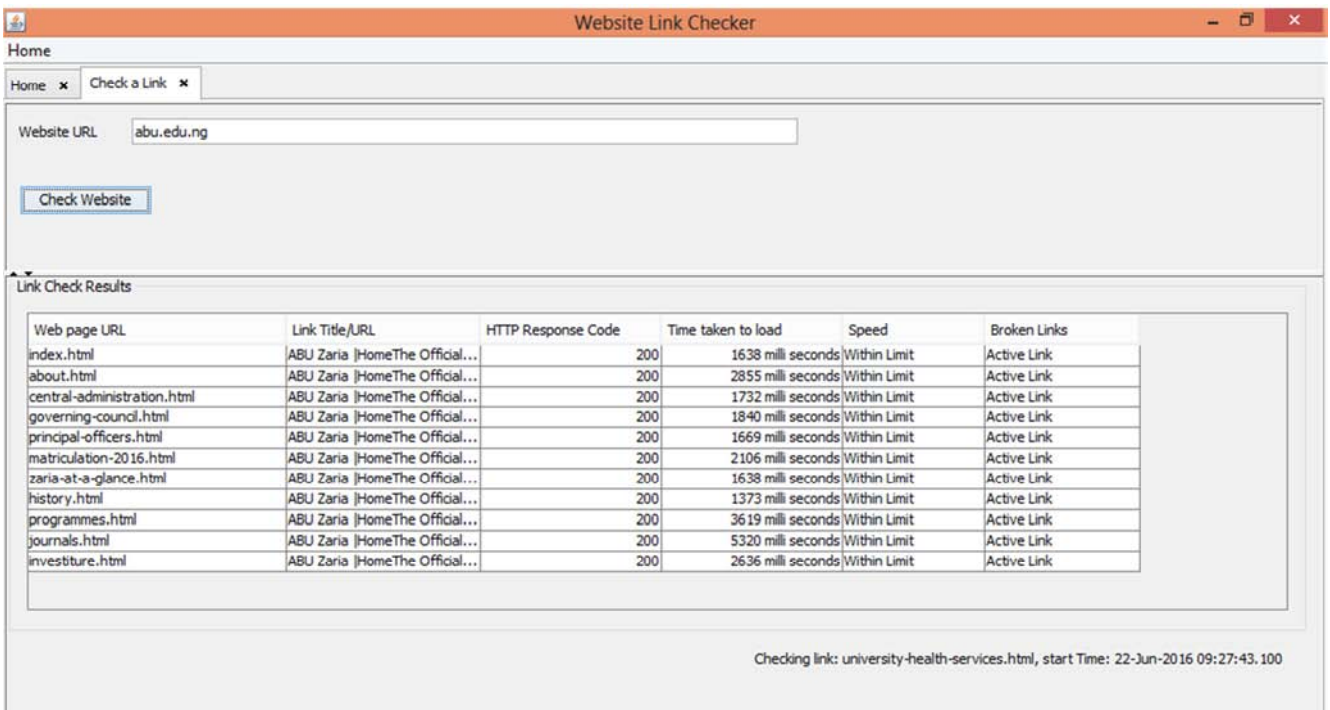 Website Link Checker
Home
Home × Check a Link ×
Website URL abu.edu.ng
Check Website
Link Check Results
Web page URL Link Title/URL HTTP Response Code Time taken to load Speed Broken Links
index.html ABU Zaria |HomeThe Official... 200 1638 milli seconds Within Limit Active Link
about.html ABU Zaria |HomeThe Official... 200 2855 milli seconds Within Limit Active Link
central-administration.html ABU Zaria |HomeThe Official... 200 1732 milli seconds Within Limit Active Link
governing-council.html ABU Zaria |HomeThe Official... 200 1840 milli seconds Within Limit Active Link
principal-officers.html ABU Zaria |HomeThe Official... 200 1669 milli seconds Within Limit Active Link
matriculation-2016.html ABU Zaria |HomeThe Official... 200 2106 milli seconds Within Limit Active Link
zaria-at-a-glance.html ABU Zaria |HomeThe Official... 200 1638 milli seconds Within Limit Active Link
history.html ABU Zaria |HomeThe Official... 200 1373 milli seconds Within Limit Active Link
programmes.html ABU Zaria |HomeThe Official... 200 3619 milli seconds Within Limit Active Link
journals.html ABU Zaria |HomeThe Official... 200 5320 milli seconds Within Limit Active Link
investiture.html ABU Zaria |HomeThe Official... 200 2636 milli seconds Within Limit Active Link
Checking link: university-health-services.html, start Time: 22-Jun-2016 09:27:43.100